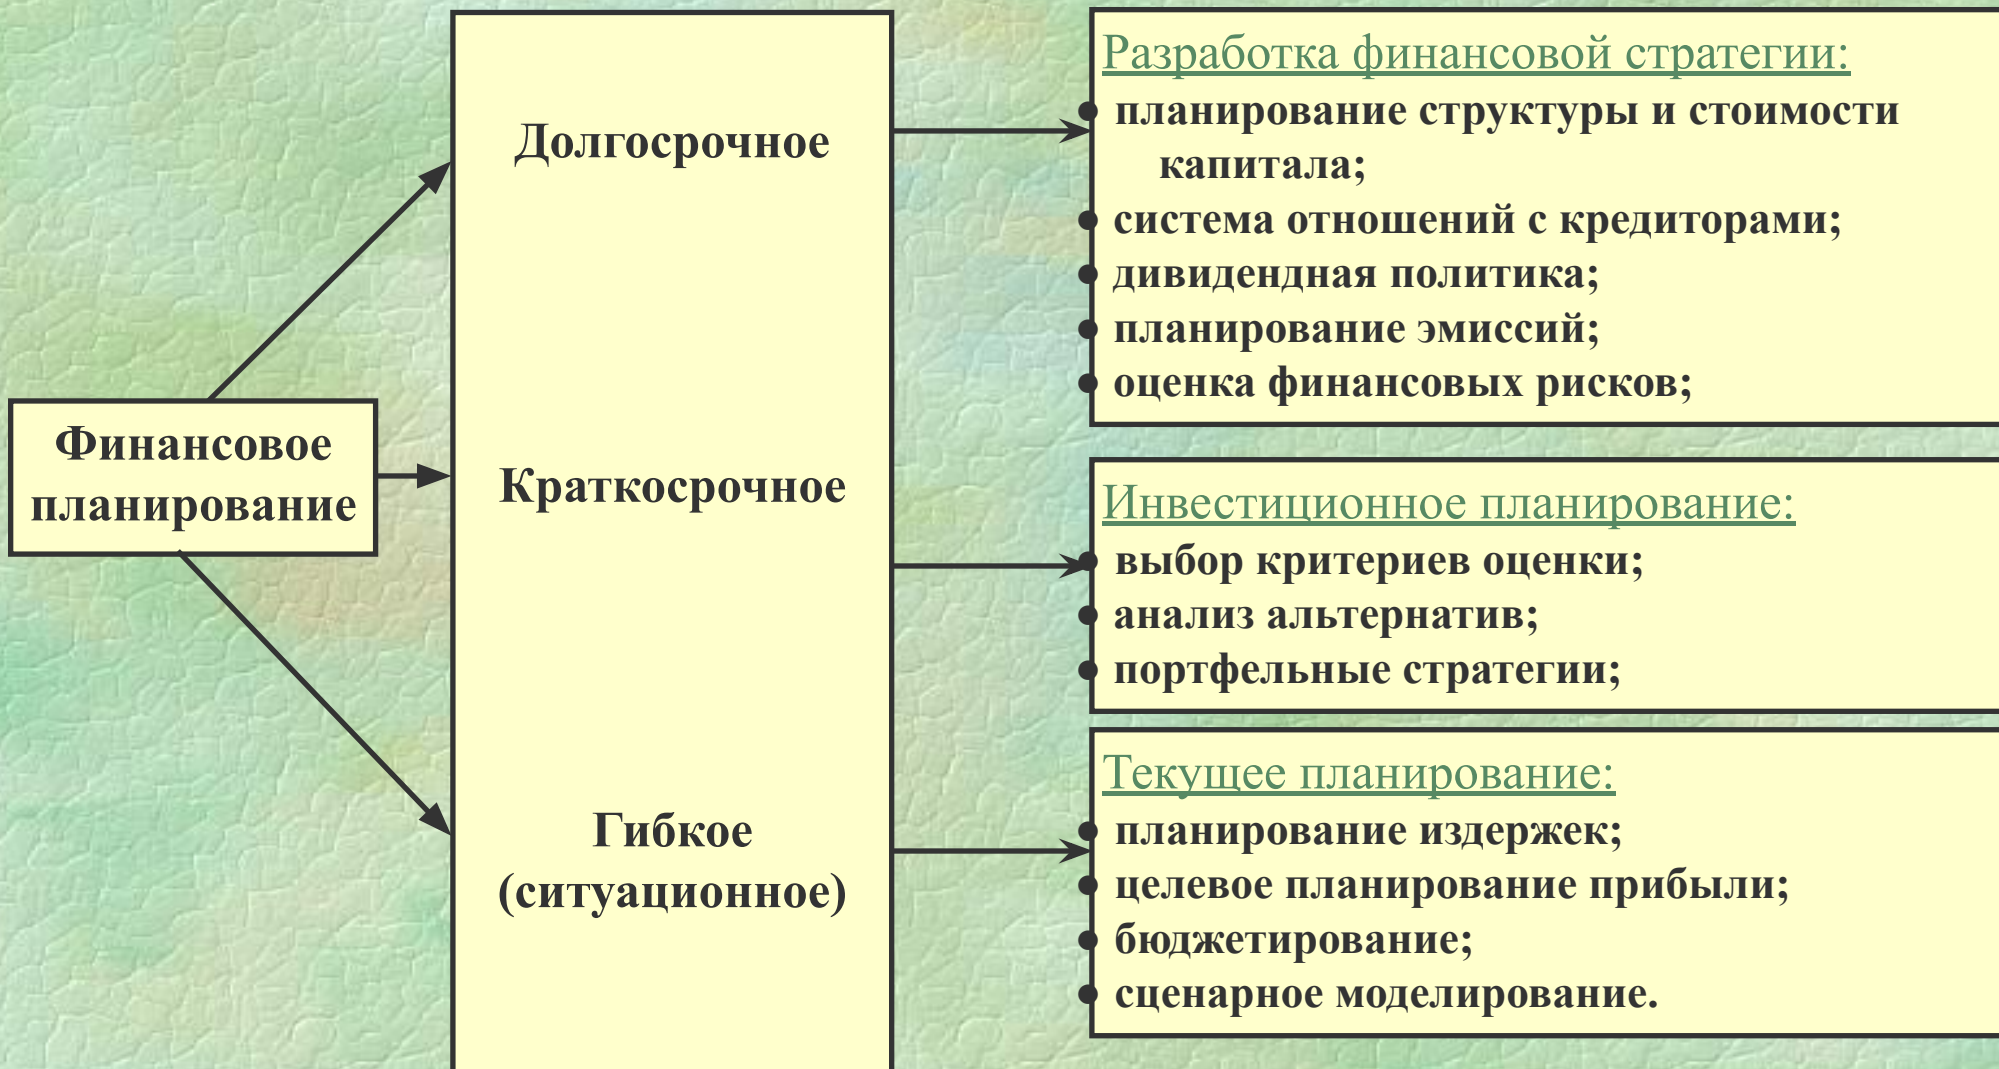 Финансовое
планирование
Долгосрочное
Краткосрочное
Гибкое
(ситуационное)
Разработка финансовой стратегии:
• планирование структуры и стоимости
капитала;
• система отношений с кредиторами;
• дивидендная политика;
• планирование эмиссий;
• оценка финансовых рисков;
Инвестиционное планирование:
• выбор критериев оценки;
• анализ альтернатив;
• портфельные стратегии;
Текущее планирование:
• планирование издержек;
• целевое планирование прибыли;
• бюджетирование;
• сценарное моделирование.